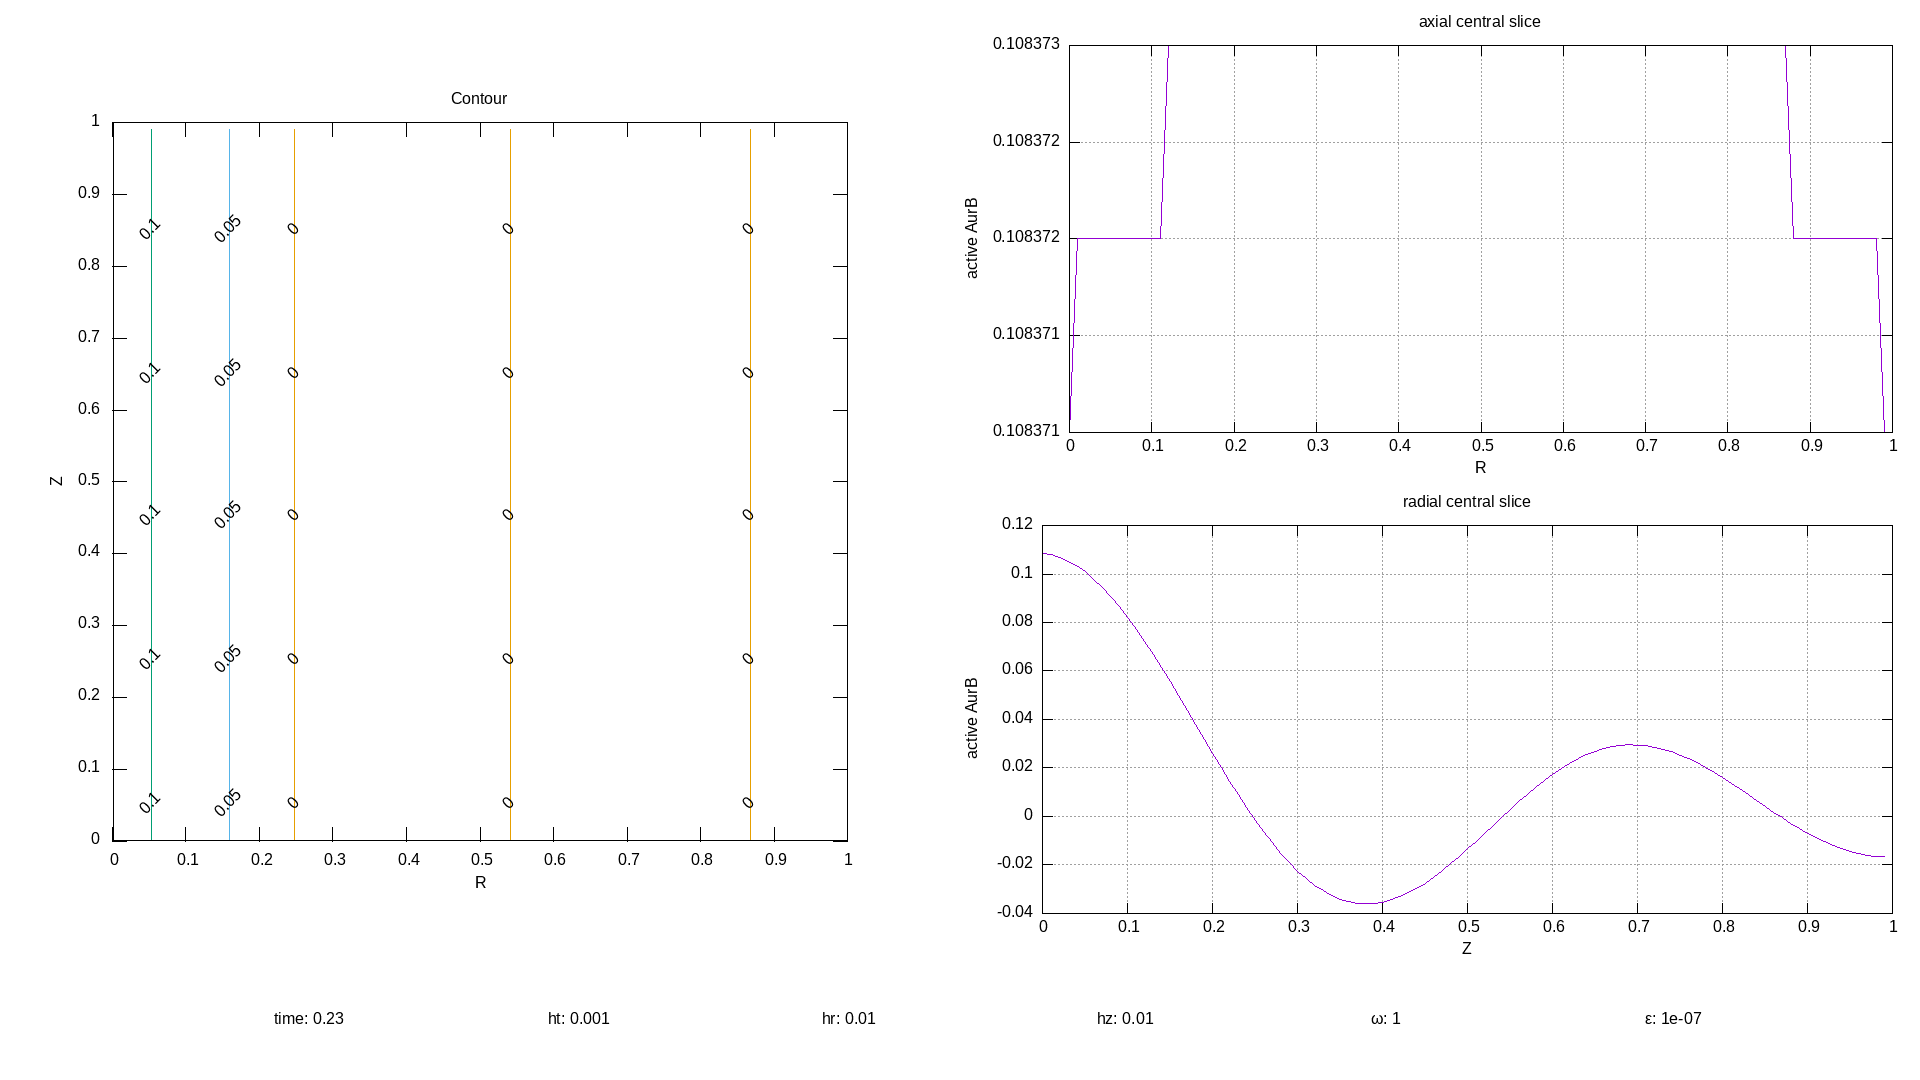 Contour
1
0.9
0.8
0.7
0.6
0.5
0.4
0.3
0.2
0.1
0
Z
0.1 0.05 0 0 0
0.1 0.05 0 0 0
0.1 0.05 0 0 0
0.1 0.05 0 0 0
0.1 0.05 0 0 0
0 0.1 0.2 0.3 0.4 0.5 0.6 0.7 0.8 0.9 1
R
axial central slice
0.108373
0.108372
0.108372
0.108371
0.108371
active AurB
0 0.1 0.2 0.3 0.4 0.5 0.6 0.7 0.8 0.9 1
R
radial central slice
0.12
0.1
0.08
0.06
0.04
0.02
0
-0.02
-0.04
active AurB
0 0.1 0.2 0.3 0.4 0.5 0.6 0.7 0.8 0.9 1
Z
time: 0.23 ht: 0.001 hr: 0.01 hz: 0.01 ω: 1 ε: 1e-07